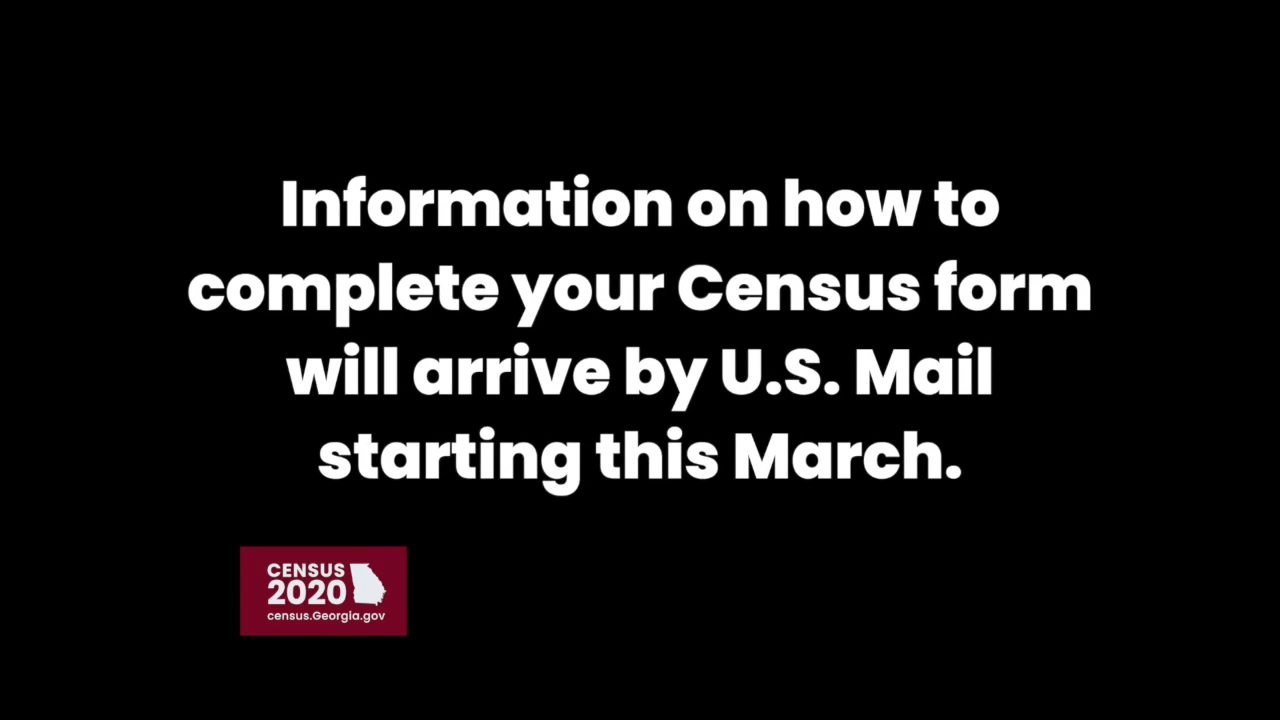 Information on how to
complete your Census form
will arrive by U.S. Mail
starting this March.
CENSUS
2020
census.Georgia.gov